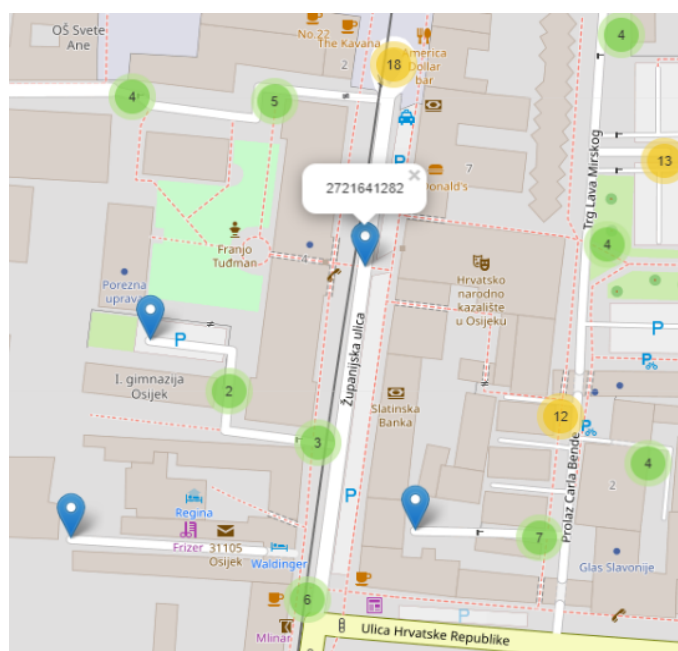 OŠ Svete
Ane
No.22
The Kavana
America
Dollar
bar
2
18
4
4
5
13
7
2721641282
×
P
Donald's
Trg Lava Mirskog
4
Franjo
Tuđman
4
Hrvatsko
narodno
kazalište
u Osijeku
Porezna
uprava
P
P
Županijska ulica
I. gimnazija
Osijek
2
Slatinska
Banka
12
3
4
2
P
Prolaz Carla Bende
Regina
Frizer
31105
Osijek
Waldinger
7
Glas Slavonije
6
P
Mlinar
Ulica Hrvatske Republike